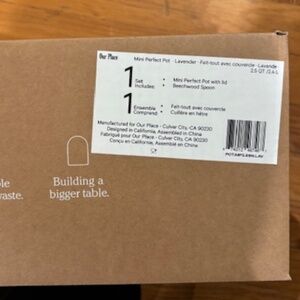 Our Place
Mini Perfect Pot - Lavender · Fait-tout avec couvercle - Lavande
2.5 QT / 2.4 L
1 Set Includes:
• Mini Perfect Pot with lid
Beechwood Spoon
1 Ensemble Comprend
• Fait-tout avec couvercle
Cuillère en hêtre
Manufactured for Our Place - Culver City, CA 90230
Designed in California, Assembled in China
Fabriqué pour Our Place - Culver City, CA 90230
Conçu en California, Assemblé en China
Building a
bigger table.
waste.